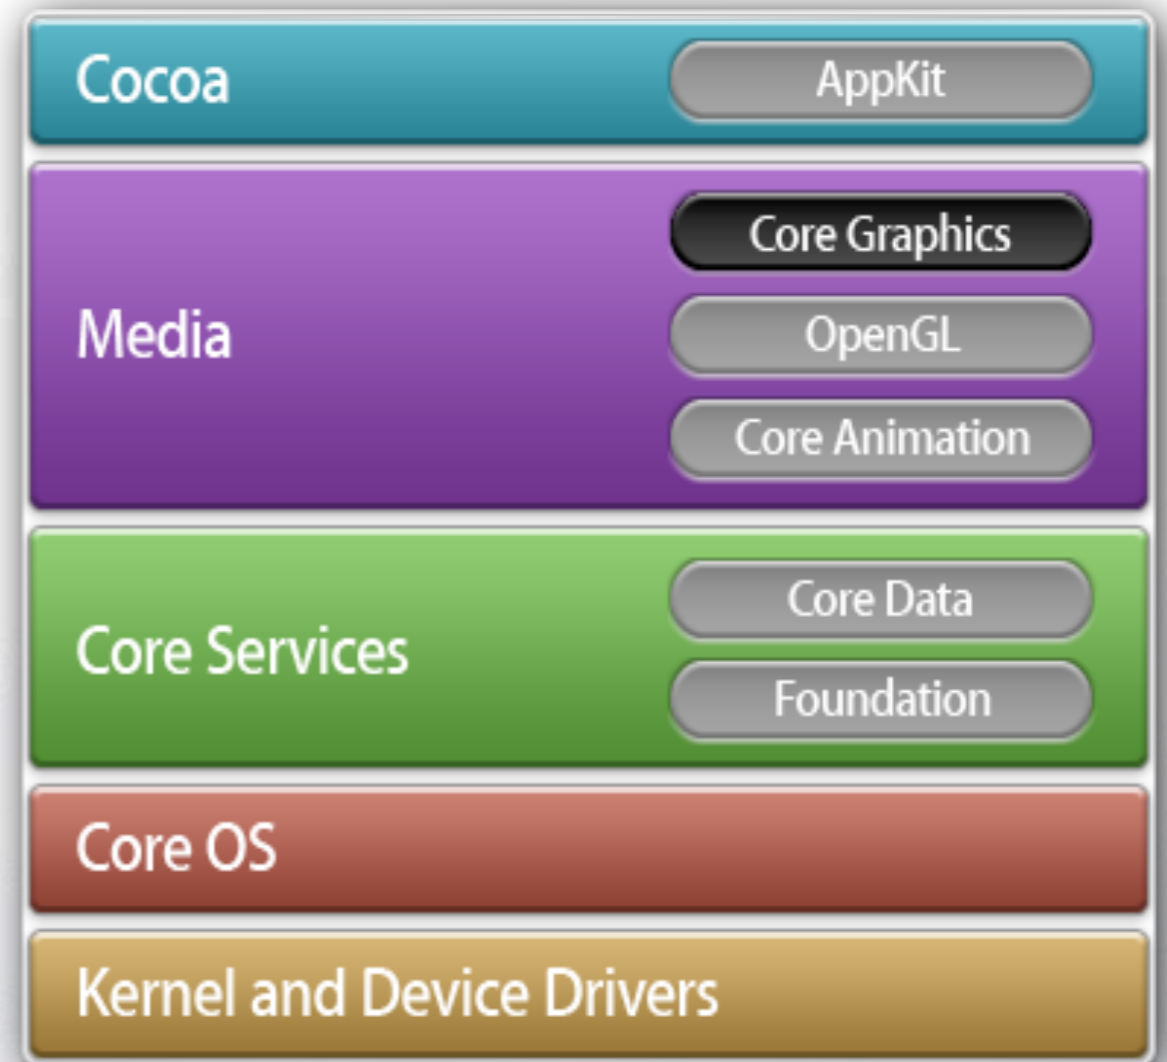 Cocoa
AppKit
Media
Core Graphics
OpenGL
Core Animation
Core Services
Core Data
Foundation
Core OS
Kernel and Device Drivers